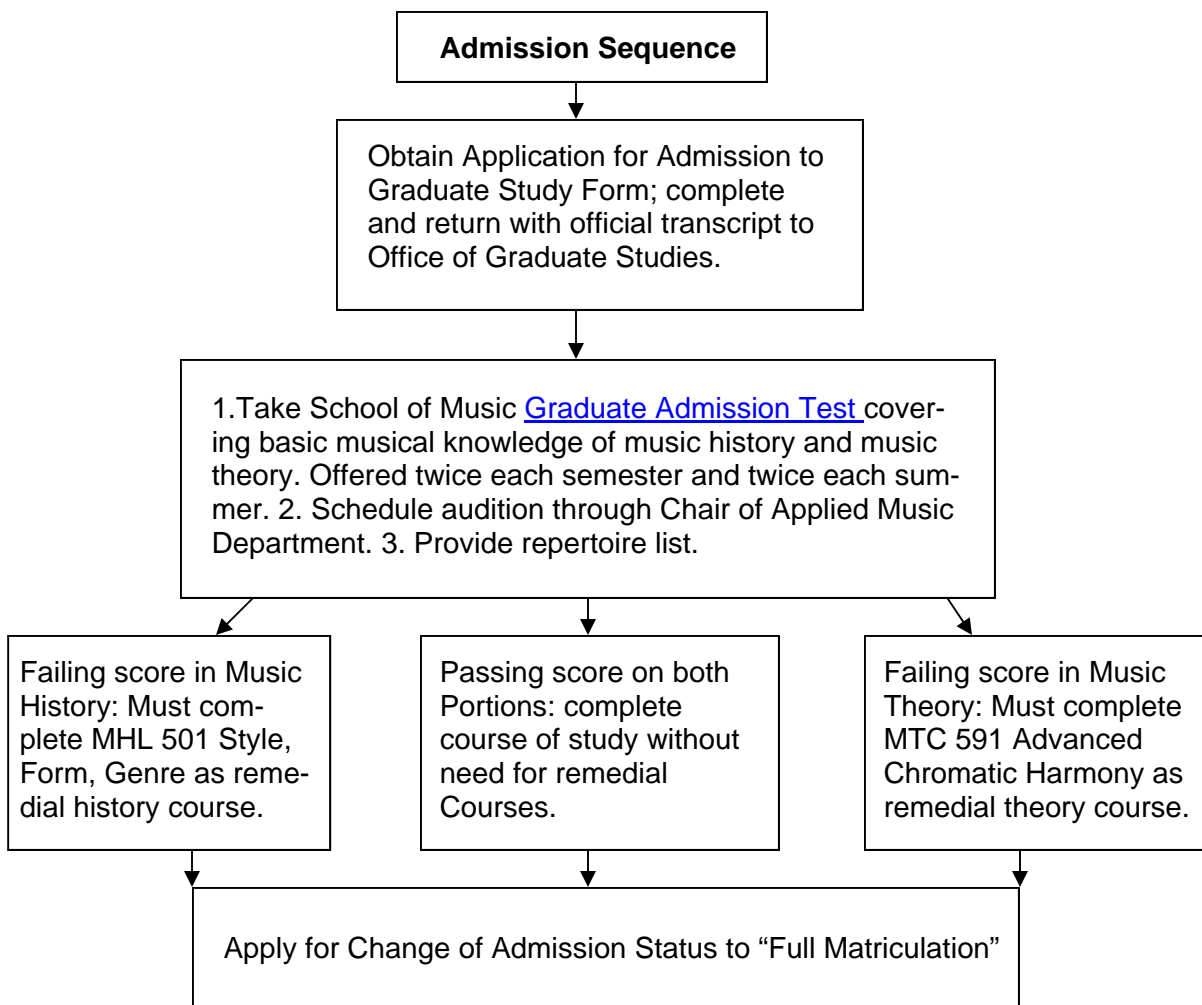 Admission Sequence
Obtain Application for Admission to
Graduate Study Form; complete
and return with official transcript to
Office of Graduate Studies.
1.Take School of Music Graduate Admission Test cover-
ing basic musical knowledge of music history and music
theory. Offered twice each semester and twice each sum-
mer. 2. Schedule audition through Chair of Applied Music
Department. 3. Provide repertoire list.
Failing score in Music
History: Must com-
plete MHL 501 Style,
Form, Genre as reme-
dial history course.
Passing score on both
Portions: complete
course of study without
need for remedial
Courses.
Failing score in Music
Theory: Must complete
MTC 591 Advanced
Chromatic Harmony as
remedial theory course.
Apply for Change of Admission Status to “Full Matriculation”